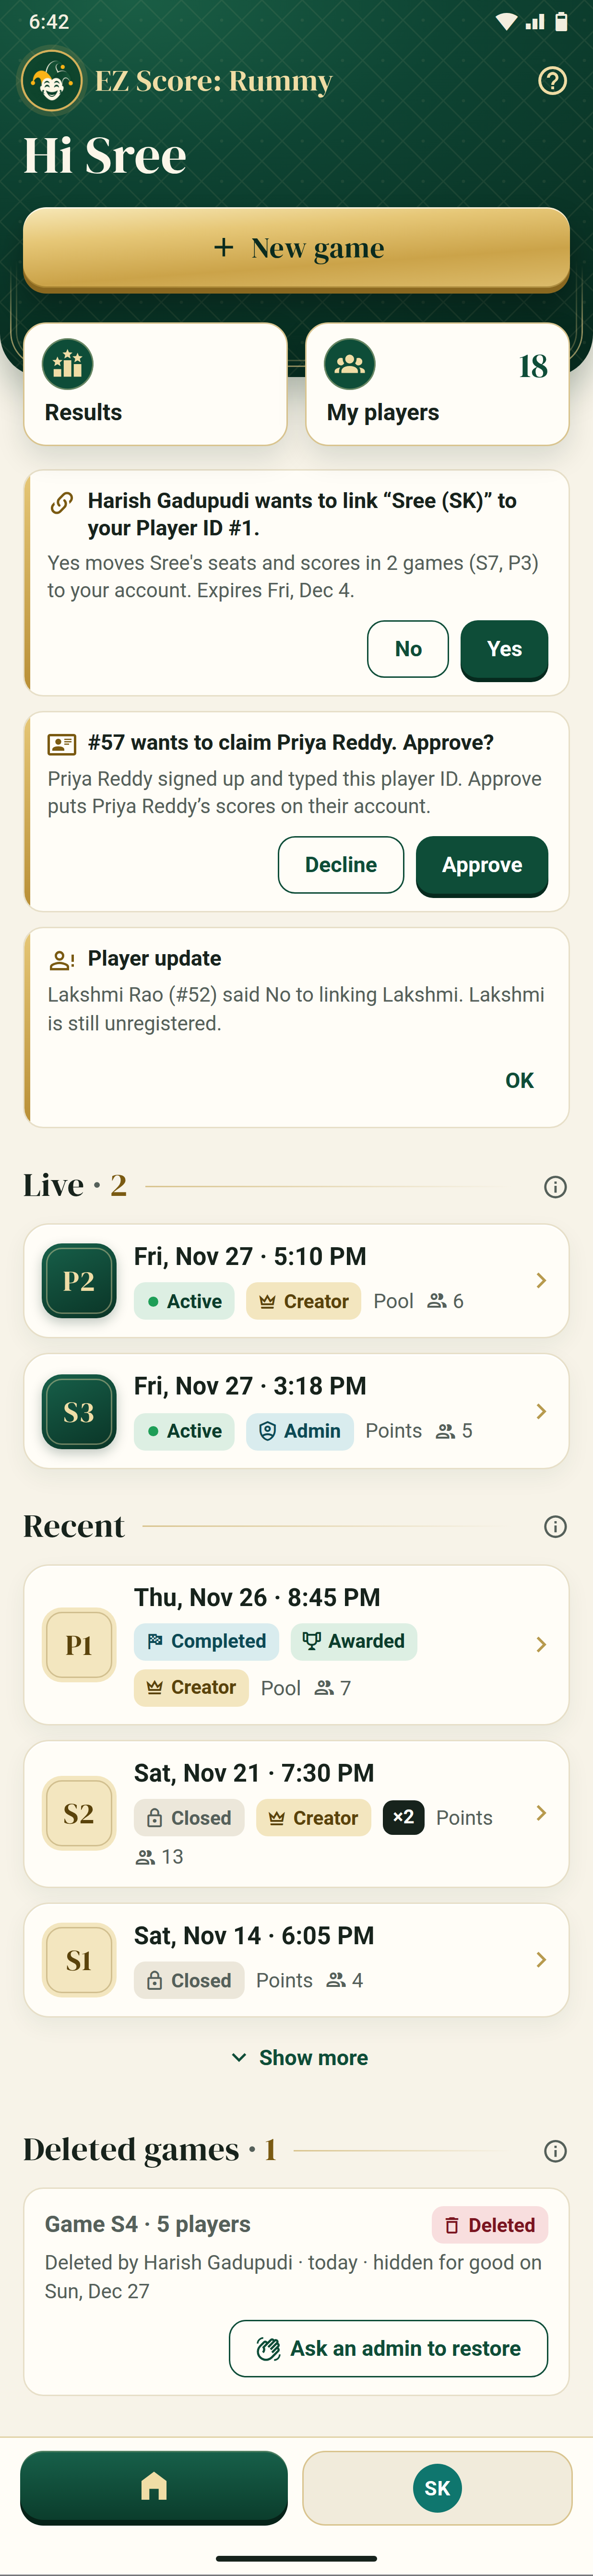 6:42
EZ Score: Rummy
Hi Sree
+ New game
Results
My players
18
Harish Gadupudi wants to link “Sree (SK)” to
your Player ID #1.
Yes moves Sree's seats and scores in 2 games (S7, P3)
to your account. Expires Fri, Dec 4.
No
Yes
#57 wants to claim Priya Reddy. Approve?
Priya Reddy signed up and typed this player ID. Approve
puts Priya Reddy’s scores on their account.
Decline
Approve
Player update
Lakshmi Rao (#52) said No to linking Lakshmi. Lakshmi
is still unregistered.
OK
Live · 2
P2
Fri, Nov 27 · 5:10 PM
Active Creator Pool 6
S3
Fri, Nov 27 · 3:18 PM
Active Admin Points 5
Recent
P1
Thu, Nov 26 · 8:45 PM
Completed Awarded
Creator Pool 7
S2
Sat, Nov 21 · 7:30 PM
Closed Creator ×2 Points
13
S1
Sat, Nov 14 · 6:05 PM
Closed Points 4
Show more
Deleted games · 1
Game S4 · 5 players
Deleted
Deleted by Harish Gadupudi · today · hidden for good on
Sun, Dec 27
Ask an admin to restore
SK